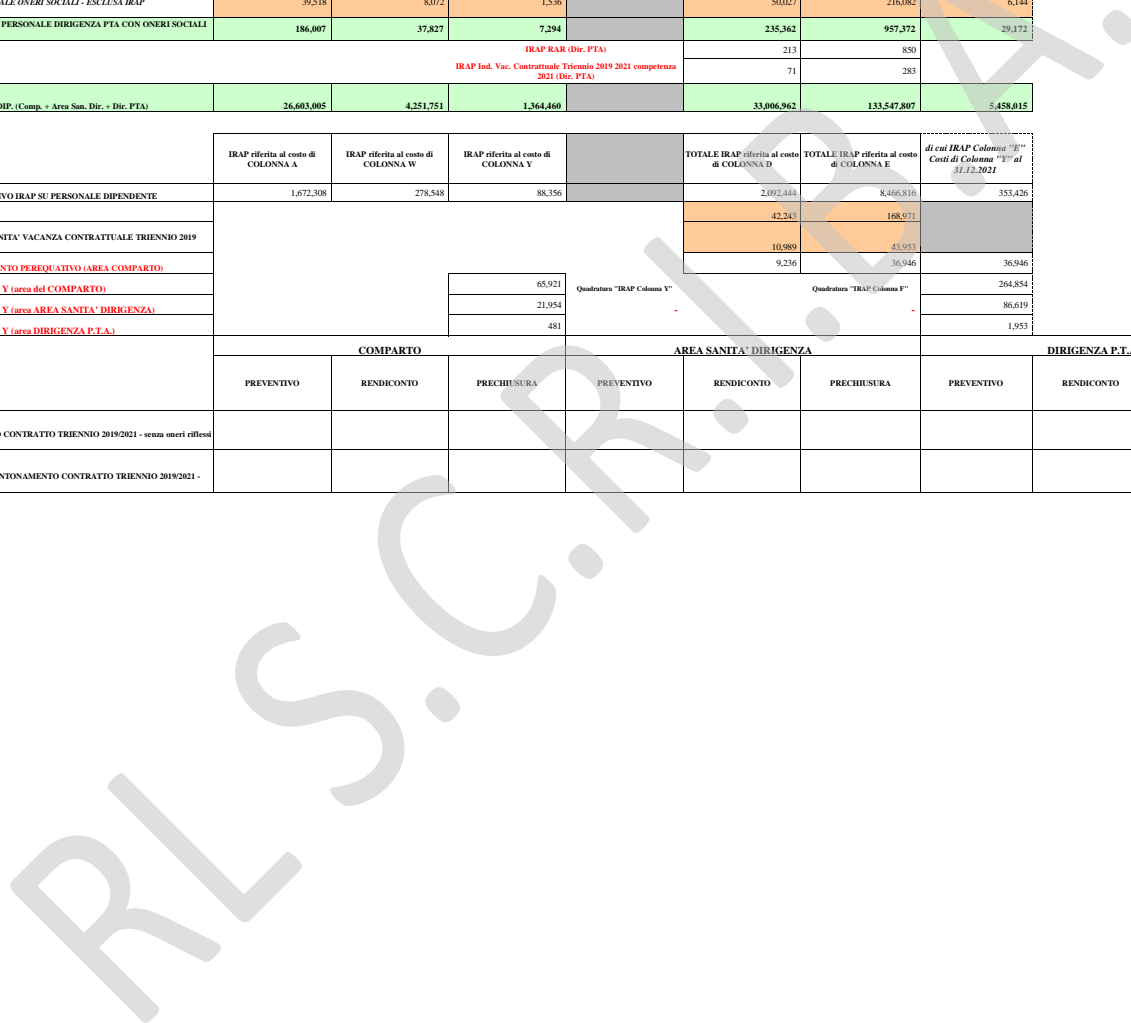 ALE ONERI SOCIALI - ESCLUSA IRAP 39,518 8,072 1,536 50,027 216,082 6,144
PERSONALE DIRIGENZA PTA CON ONERI SOCIALI 186,007 37,827 7,294 235,362 957,372 29,172
IRAP RAR (Dir. PTA) 213 850
IRAP Ind. Vac. Contrattuale Triennio 2019 2021 competenza
2021 (Dir. PTA) 71 283
DIP. (Comp. + Area San. Dir. + Dir. PTA) 26,603,005 4,251,751 1,364,460 33,006,962 133,547,807 5,458,015
IRAP riferita al costo di
COLONNA A
IRAP riferita al costo di
COLONNA W
IRAP riferita al costo di
COLONNA Y
TOTALE IRAP riferita al costo
di COLONNA D
TOTALE IRAP riferita al costo
di COLONNA E
di cui IRAP Colonna "E"
Costi di Colonna "Y" al
31.12.2021
IVO IRAP SU PERSONALE DIPENDENTE 1,672,308 278,548 88,356 2,092,444 8,466,816 353,426
42,243 168,971
NITA' VACANZA CONTRATTUALE TRIENNIO 2019
10,989 43,953
NTO PEREQUATIVO (AREA COMPARTO) 9,236 36,946 36,946
Y (area del COMPARTO) 65,921 Quadratura "IRAP Colonna Y" Quadratura "IRAP Colonna F" 264,854
Y (area AREA SANITA' DIRIGENZA) 21,954 - - 86,619
Y (area DIRIGENZA P.T.A.) 481 1,953
COMPARTO AREA SANITA' DIRIGENZA DIRIGENZA P.T.A
PREVENTIVO RENDICONTO PRECHIUSURA PREVENTIVO RENDICONTO PRECHIUSURA PREVENTIVO RENDICONTO
O CONTRATTO TRIENNIO 2019/2021 - senza oneri riflessi
NTONAMENTO CONTRATTO TRIENNIO 2019/2021 -
RL S.C.R.I.B.A.